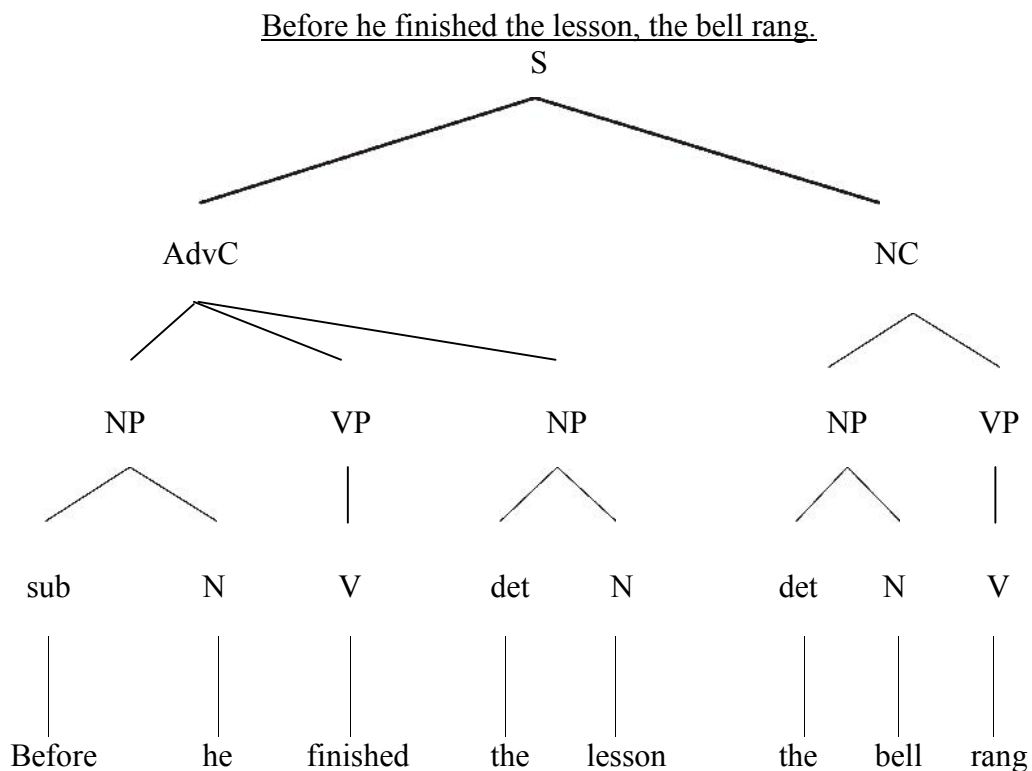 Before he finished the lesson, the bell rang.
S
AdvC NC
NP VP NP NP VP
sub N V det N det N V
Before he finished the lesson the bell rang